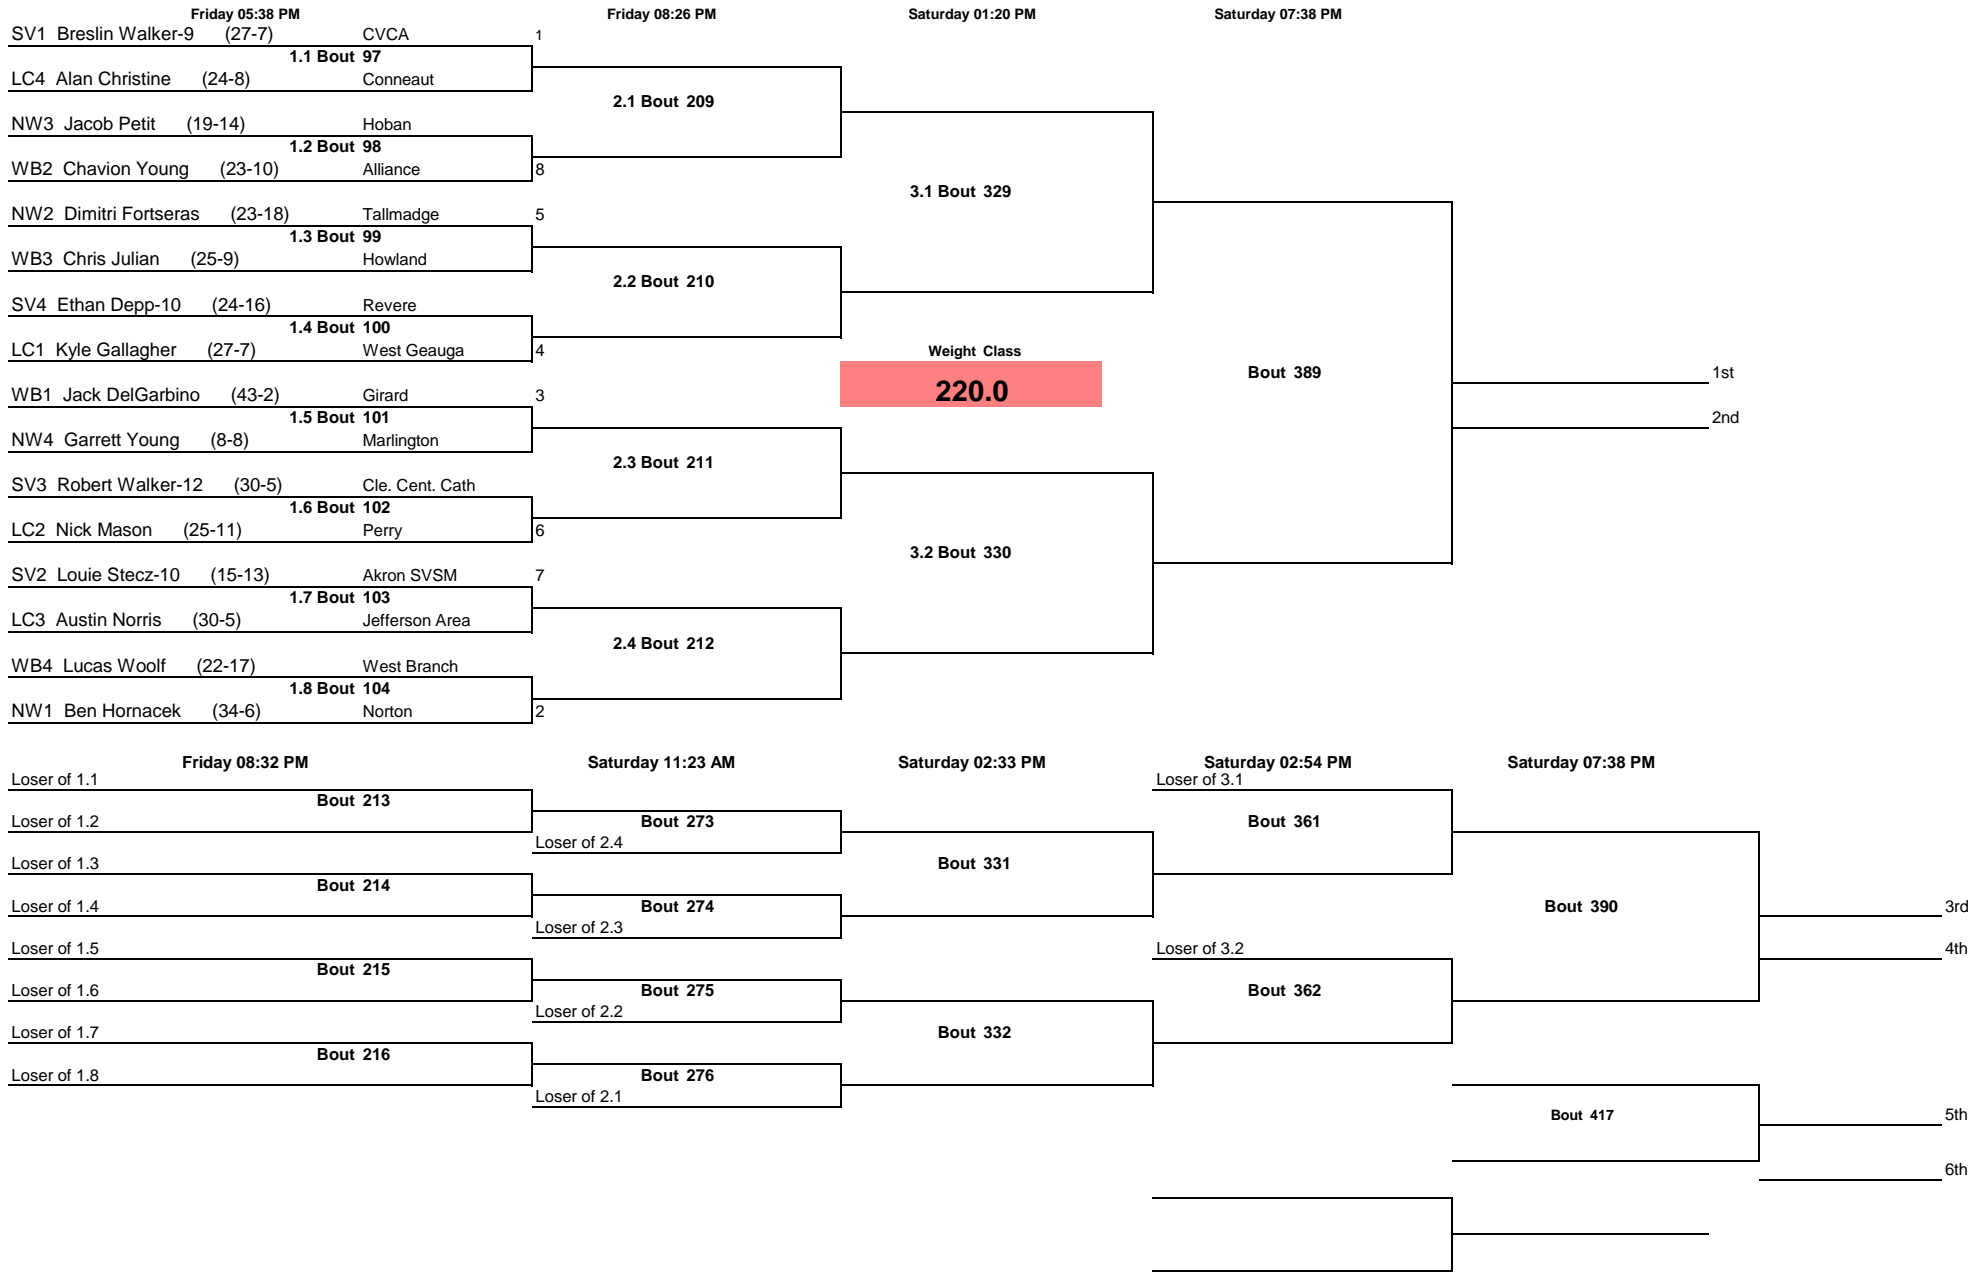 Friday 05:38 PM Friday 08:26 PM Saturday 01:20 PM Saturday 07:38 PM
SV1 Breslin Walker-9 (27-7) CVCA 1
1.1 Bout 97
LC4 Alan Christine (24-8) Conneaut
2.1 Bout 209
NW3 Jacob Petit (19-14) Hoban
1.2 Bout 98
WB2 Chavion Young (23-10) Alliance 8
3.1 Bout 329
NW2 Dimitri Fortseras (23-18) Tallmadge 5
1.3 Bout 99
WB3 Chris Julian (25-9) Howland
2.2 Bout 210
SV4 Ethan Depp-10 (24-16) Revere
1.4 Bout 100
LC1 Kyle Gallagher (27-7) West Geauga 4
Weight Class
220.0
Bout 389
1st
2nd
WB1 Jack DelGarbino (43-2) Girard 3
1.5 Bout 101
NW4 Garrett Young (8-8) Marlington
2.3 Bout 211
SV3 Robert Walker-12 (30-5) Cle. Cent. Cath
1.6 Bout 102
LC2 Nick Mason (25-11) Perry 6
3.2 Bout 330
SV2 Louie Stecz-10 (15-13) Akron SVSM 7
1.7 Bout 103
LC3 Austin Norris (30-5) Jefferson Area
2.4 Bout 212
WB4 Lucas Woolf (22-17) West Branch
1.8 Bout 104
NW1 Ben Hornacek (34-6) Norton 2
Friday 08:32 PM Saturday 11:23 AM Saturday 02:33 PM Saturday 02:54 PM Saturday 07:38 PM
Loser of 1.1 Loser of 3.1
Bout 213
Loser of 1.2 Bout 273 Bout 361
Loser of 2.4
Loser of 1.3 Bout 331
Bout 214
Loser of 1.4 Bout 274 Bout 390 3rd
Loser of 2.3
Loser of 1.5 Loser of 3.2 4th
Bout 215
Loser of 1.6 Bout 275 Bout 362
Loser of 2.2
Loser of 1.7 Bout 332
Bout 216
Loser of 1.8 Bout 276
Loser of 2.1
Bout 417 5th
6th